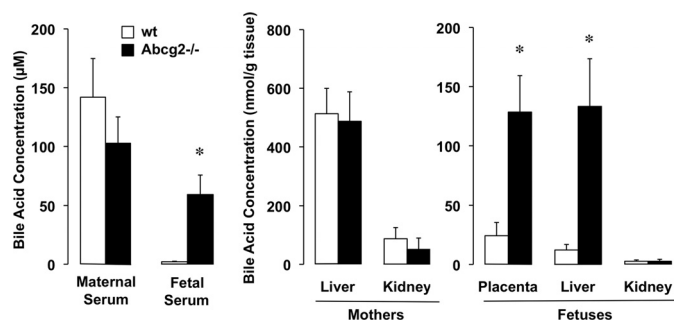 wt
Abcg2-/-
Bile Acid Concentration (µM)
200
150
100
50
0
*
Maternal
Serum
Fetal
Serum
Bile Acid Concentration (nmol/g tissue)
800
600
400
200
0
Liver
Kidney
Mothers
200
150
100
50
0
*
*
Placenta
Liver
Kidney
Fetuses